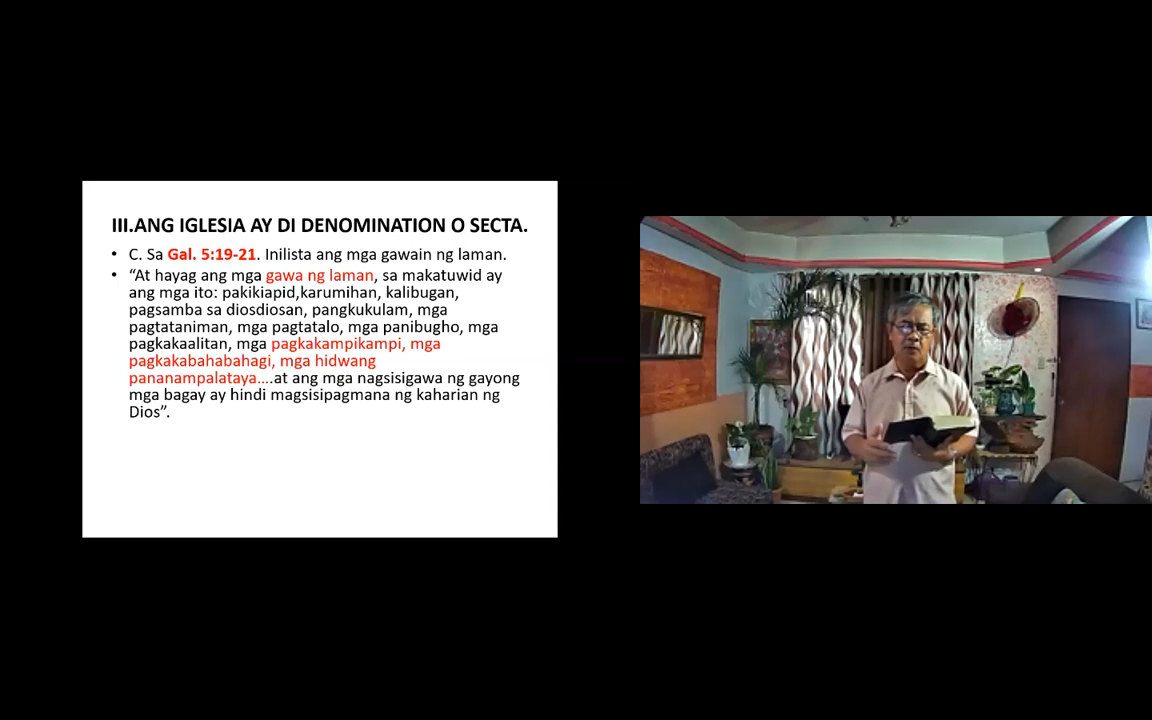 III.ANG IGLESIA AY DI DENOMINATION O SECTA.
• C. Sa Gal. 5:19-21. Inilista ang mga gawain ng laman.
• “At hayag ang mga gawa ng laman, sa makatuwid ay
ang mga ito: pakikiapid,karumihan, kalibugan,
pagsamba sa diosdiosan, pangkukulam, mga
pagtataniman, mga pagtatalo, mga panibugho, mga
pagkakaalitan, mga pagkakampikampi, mga
pagkakabahabahagi, mga hidwang
pananampalataya....at ang mga nagsisigawa ng gayong
mga bagay ay hindi magsisipagmana ng kaharian ng
Dios”.